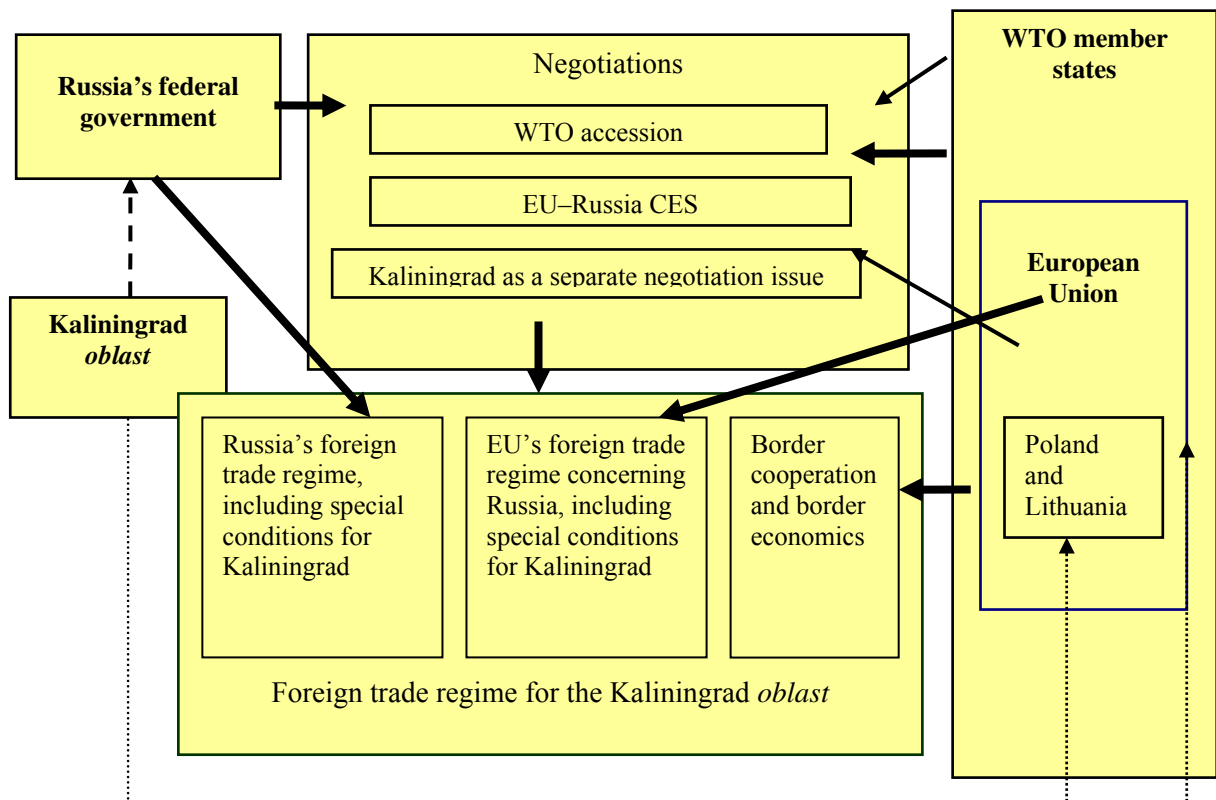 Russia’s federal
government
Negotiations
WTO accession
EU–Russia CES
Kaliningrad as a separate negotiation issue
WTO member
states
European
Union
Poland
and
Lithuania
Kaliningrad
oblast
Russia’s foreign
trade regime,
including special
conditions for
Kaliningrad
EU’s foreign trade
regime concerning
Russia, including
special conditions
for Kaliningrad
Border
cooperation
and border
economics
Foreign trade regime for the Kaliningrad oblast